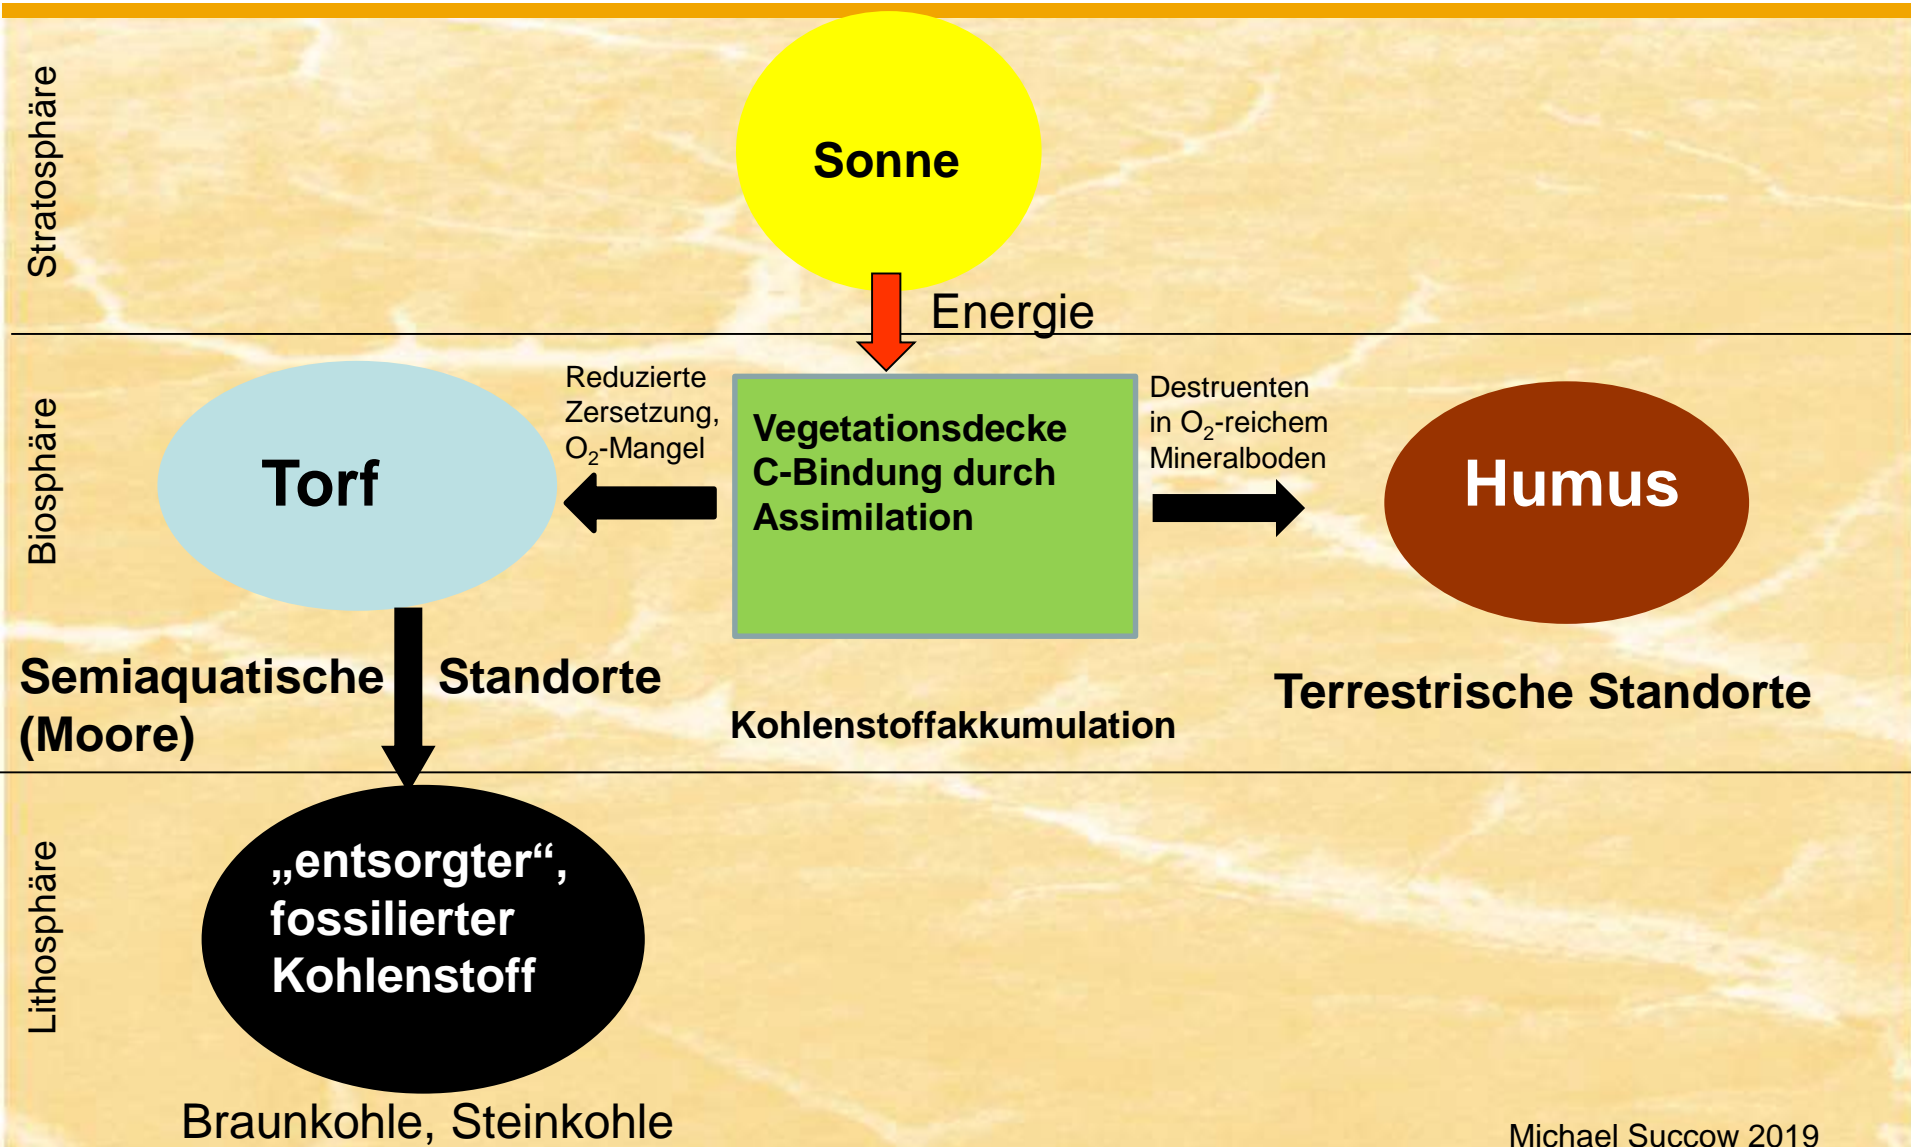 Stratosphäre
Sonne
Energie
Biosphäre
Torf
Reduzierte
Zersetzung,
O₂-Mangel
Vegetationsdecke
C-Bindung durch
Assimilation
Destruenten
in O₂-reichem
Mineralboden
Humus
Semiaquatische Standorte
(Moore)
Kohlenstoffakkumulation
Terrestrische Standorte
Lithosphäre
„entsorgter“,
fossilierter
Kohlenstoff
Braunkohle, Steinkohle
Michael Succow 2019